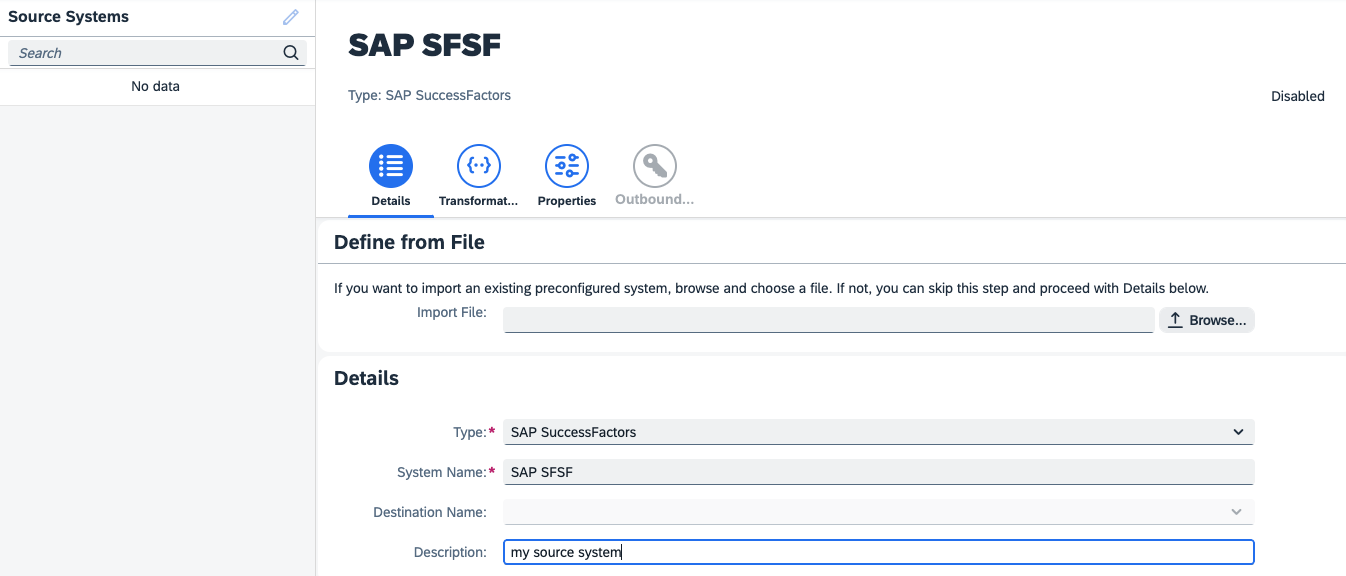 Source Systems
Search
No data
SAP SFSF
Type: SAP SuccessFactors
Disabled
Details
Transformat...
Properties
Outbound...
Define from File
If you want to import an existing preconfigured system, browse and choose a file. If not, you can skip this step and proceed with Details below.
Import File:
Browse...
Details
Type:* SAP SuccessFactors
System Name:* SAP SFSF
Destination Name:
Description: my source system